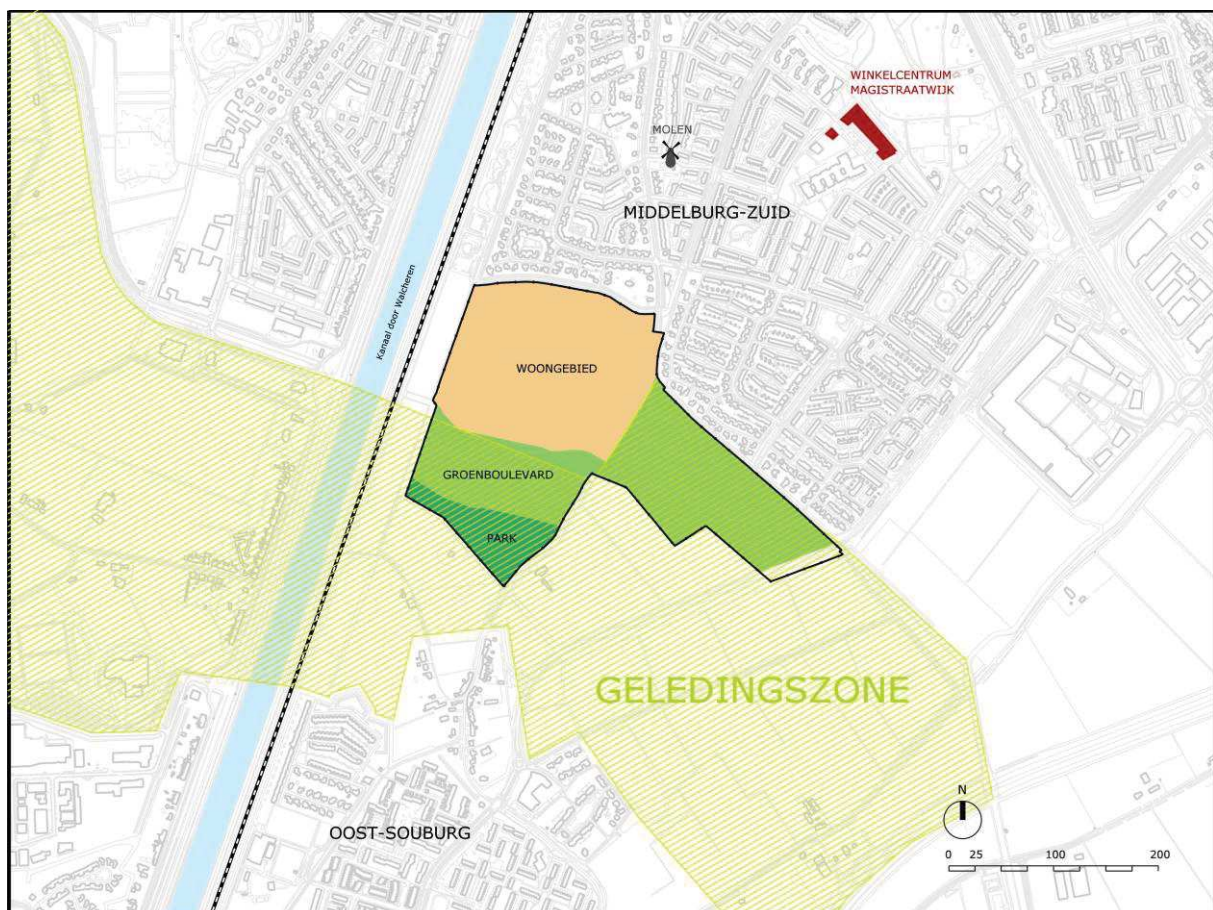 WINKELCENTRUM
MAGISTRAATWIJK
MOLEN
MIDDELBURG-ZUID
Kanaal door Walcheren
WOONGEBIED
GROENBOULEVARD
PARK
GELEDINGSZONE
OOST-SOUBURG
N
0 25 100 200